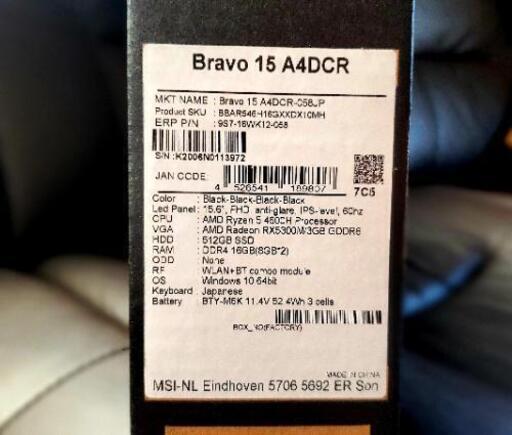 Bravo 15 A4DCR
MKT NAME : Bravo 15 A4DCR-058JP
Product SKU : BBAR546H16GXXDX10MH
ERP P/N : 9S7-16WK12-058
S/N:K2006N0113972
JAN CODE:
4 526541 189807
7C5
Color : Black-Black-Black-Black
Led Panel : 15.6", FHD, anti-glare, IPS-level, 60hz
CPU : AMD Ryzen 5 4600H Processor
VGA : AMD Radeon RX5300M/3GB GDDR6
HDD : 512GB SSD
RAM : DDR4 16GB(8GB*2)
ODD : None
RF : WLAN+BT combo module
OS : Windows 10 64bit
Keyboard : Japanese
Battery : BTY-M6K 11.4V 52.4Wh 3 cells
BOX_NO(FACTORY)
MADE IN CHINA
MSI-NL Eindhoven 5706 5692 ER Son